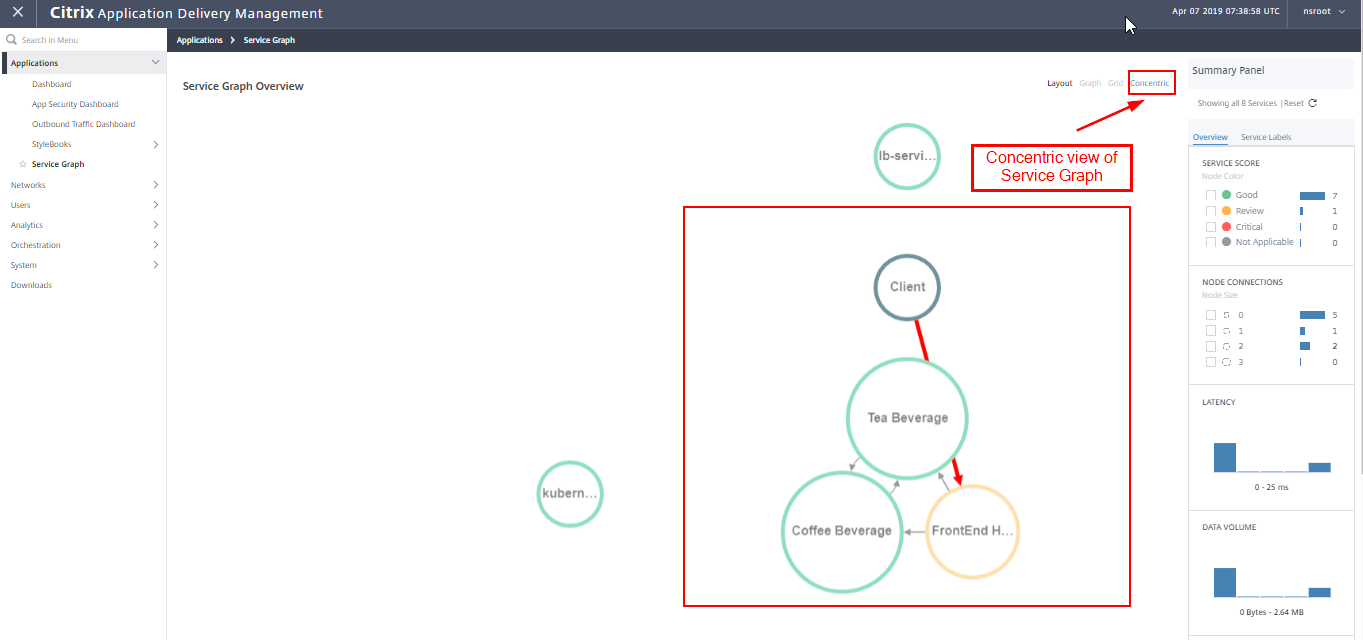 Citrix Application Delivery Management
Apr 07 2019 07:38:58 UTC
nsroot
Search in Menu
Applications
Dashboard
App Security Dashboard
Outbound Traffic Dashboard
StyleBooks
Service Graph
Networks
Users
Analytics
Orchestration
System
Downloads
Applications > Service Graph
Service Graph Overview
Layout Graph Grid Concentric
Concentric view of
Service Graph
lb-servi...
Client
Tea Beverage
kubern...
Coffee Beverage
FrontEnd H...
Summary Panel
Showing all 8 Services | Reset
Overview Service Labels
SERVICE SCORE
Node Color
Good 7
Review 1
Critical 0
Not Applicable 0
NODE CONNECTIONS
Node Size
0 5
1 1
2 2
3 0
LATENCY
0 - 25 ms
DATA VOLUME
0 Bytes - 2.64 MB